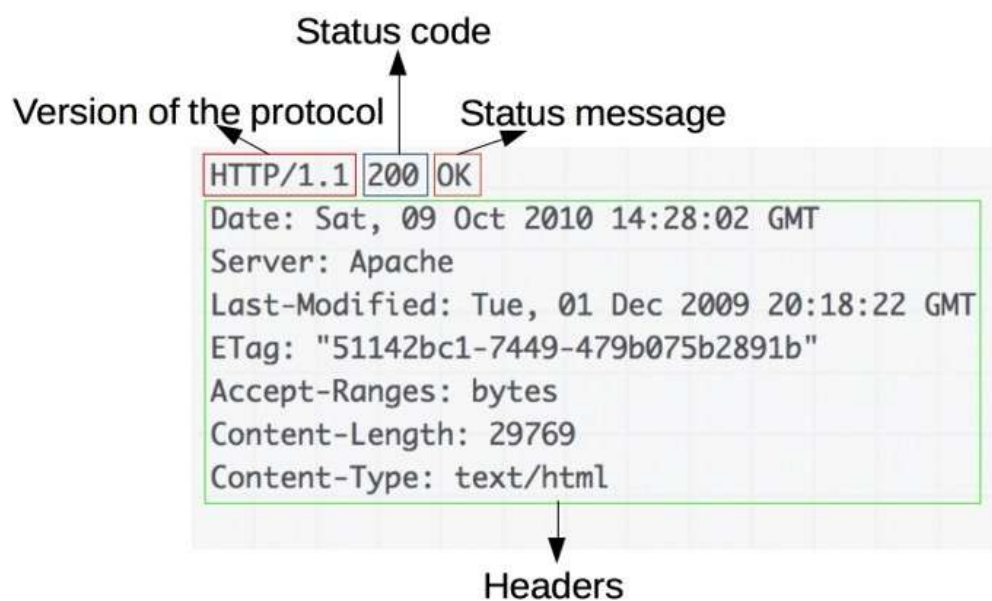 Status code
Version of the protocol
Status message
HTTP/1.1 200 OK
Date: Sat, 09 Oct 2010 14:28:02 GMT
Server: Apache
Last-Modified: Tue, 01 Dec 2009 20:18:22 GMT
ETag: "51142bc1-7449-479b075b2891b"
Accept-Ranges: bytes
Content-Length: 29769
Content-Type: text/html
Headers